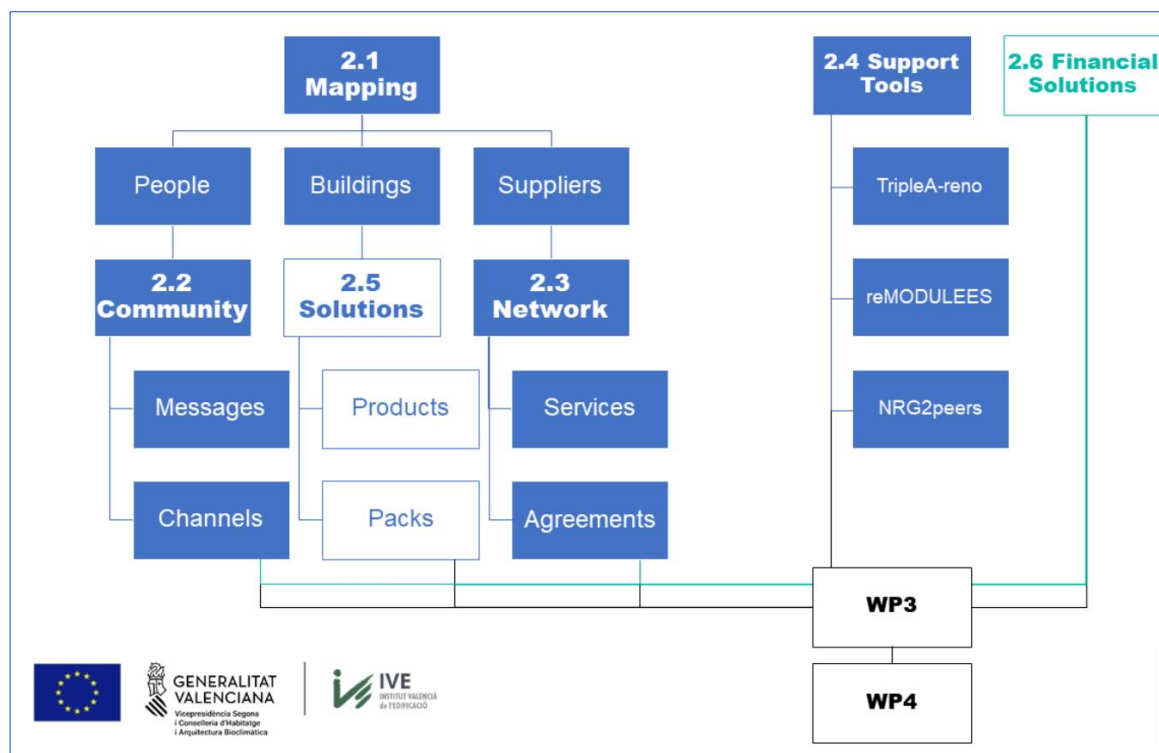 2.1
Mapping
2.4 Support
Tools
2.6 Financial
Solutions
People
Buildings
Suppliers
TripleA-reno
2.2
Community
2.5
Solutions
2.3
Network
reMODULEES
Messages
Products
Services
NRG2peers
Channels
Packs
Agreements
WP3
WP4
GENERALITAT
VALENCIANA
Vicepresidència Segona
i Conselleria d'Habitatge
i Arquitectura Bioclimàtica
IVE
INSTITUT VALENCIÀ
de l'EDIFICACIÓ